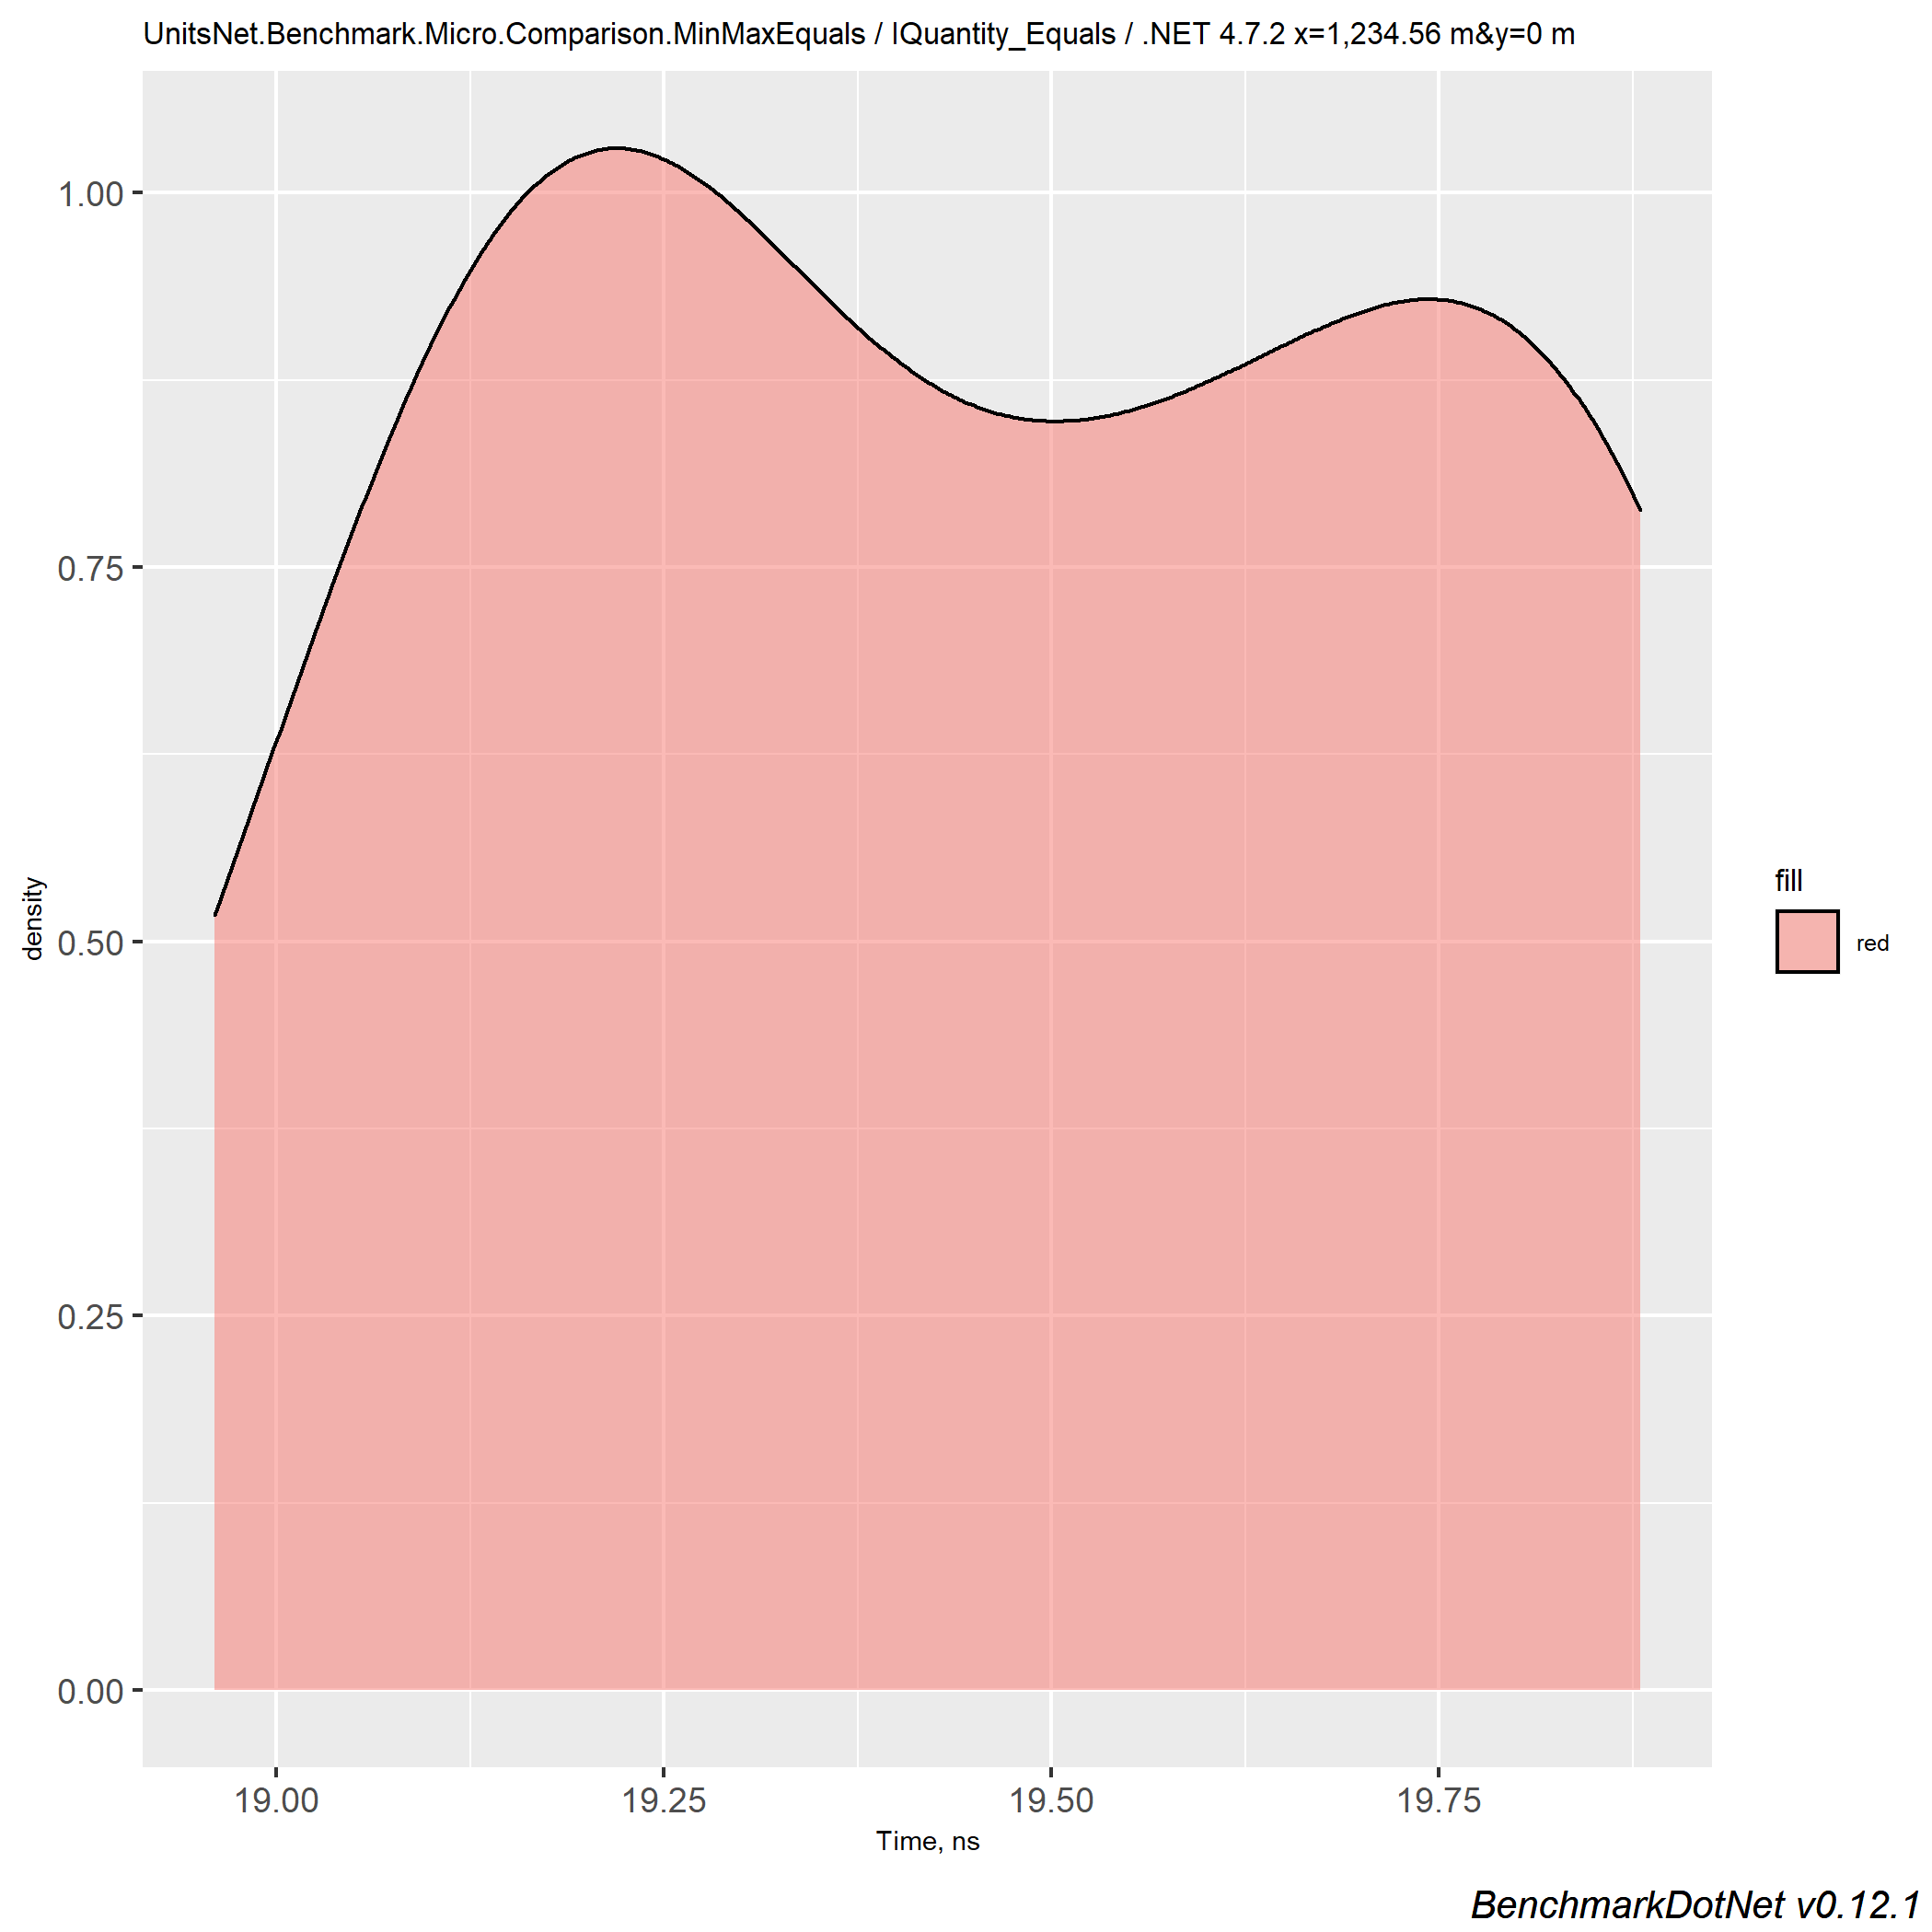 UnitsNet.Benchmark.Micro.Comparison.MinMaxEquals / IQuantity_Equals / .NET 4.7.2 x=1,234.56 m&y=0 m
1.00
0.75
0.50
0.25
0.00
density
19.00 19.25 19.50 19.75
Time, ns
fill
red
BenchmarkDotNet v0.12.1